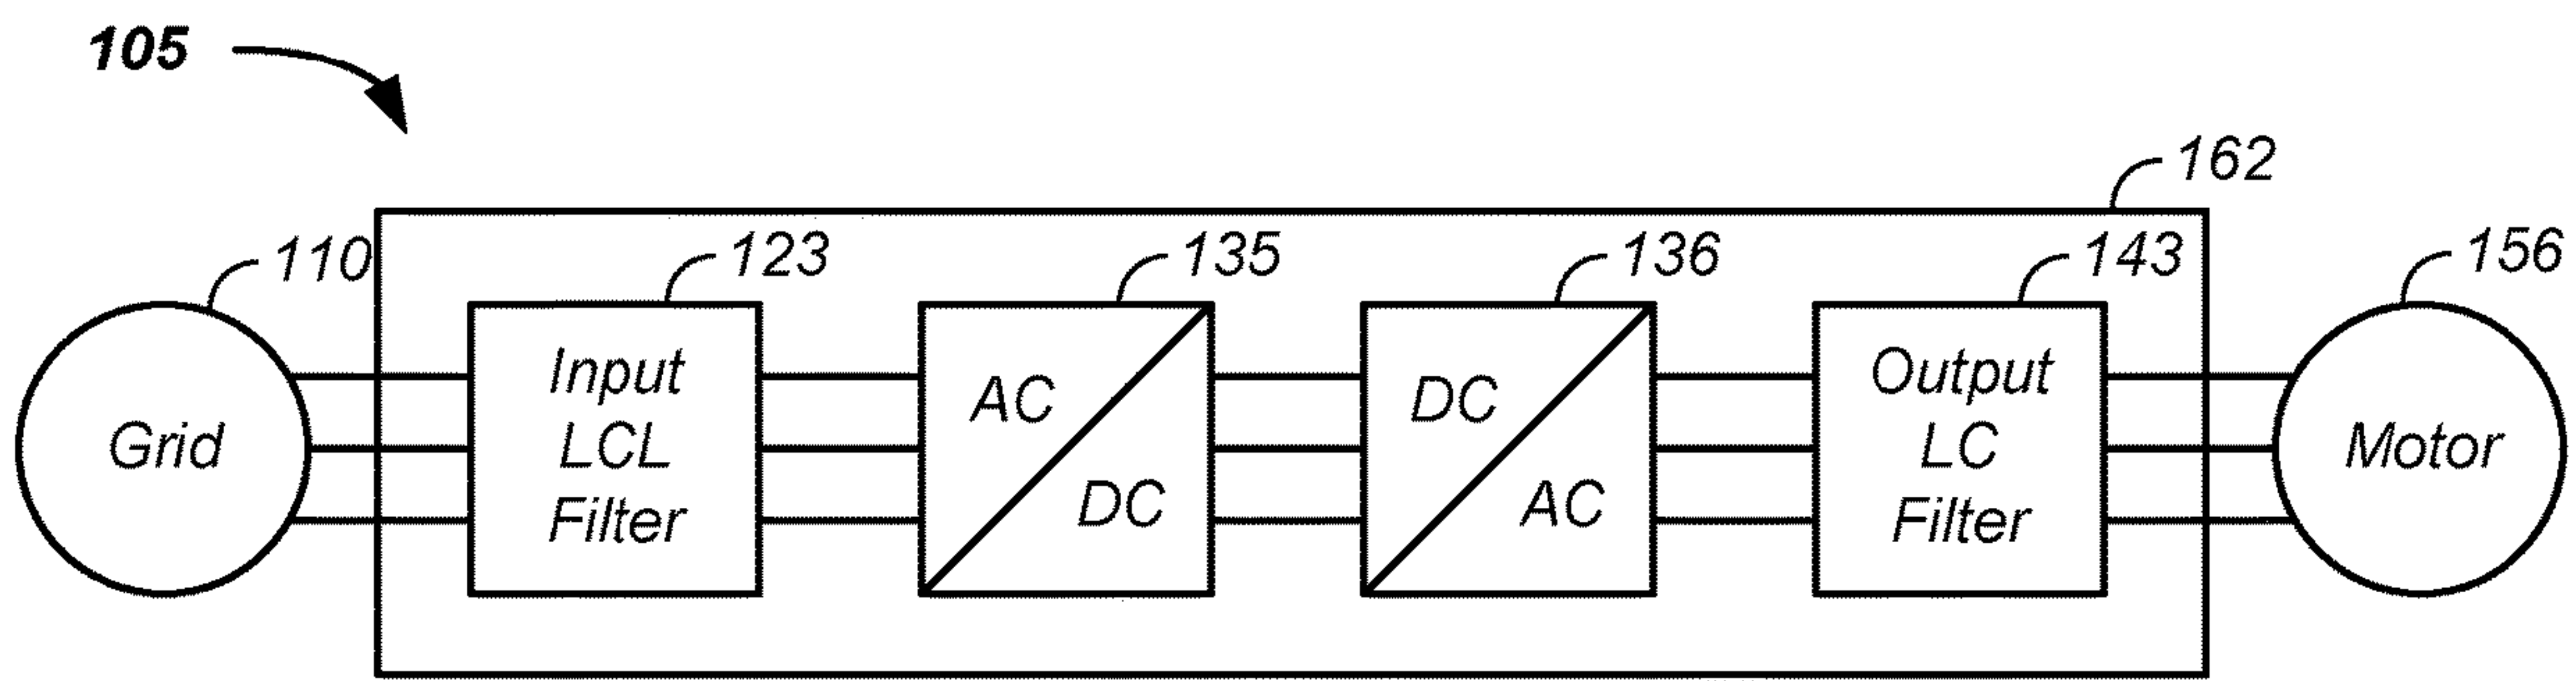 105
162
110
123
135
136
143
156
Grid
Input
LCL
Filter
AC
DC
DC
AC
Output
LC
Filter
Motor